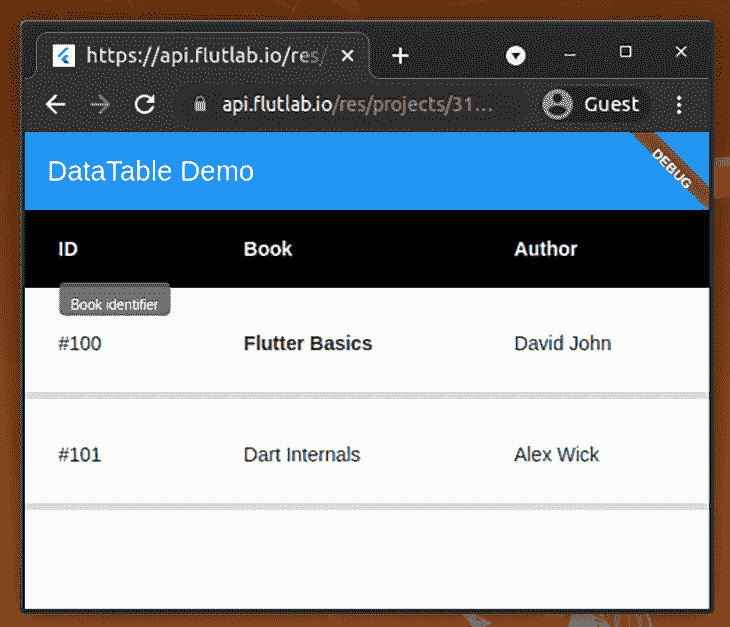 https://api.flutlab.io/res/
api.flutlab.io/res/projects/31... Guest
DataTable Demo DEBUG
ID Book Author
Book identifier
#100 Flutter Basics David John
#101 Dart Internals Alex Wick